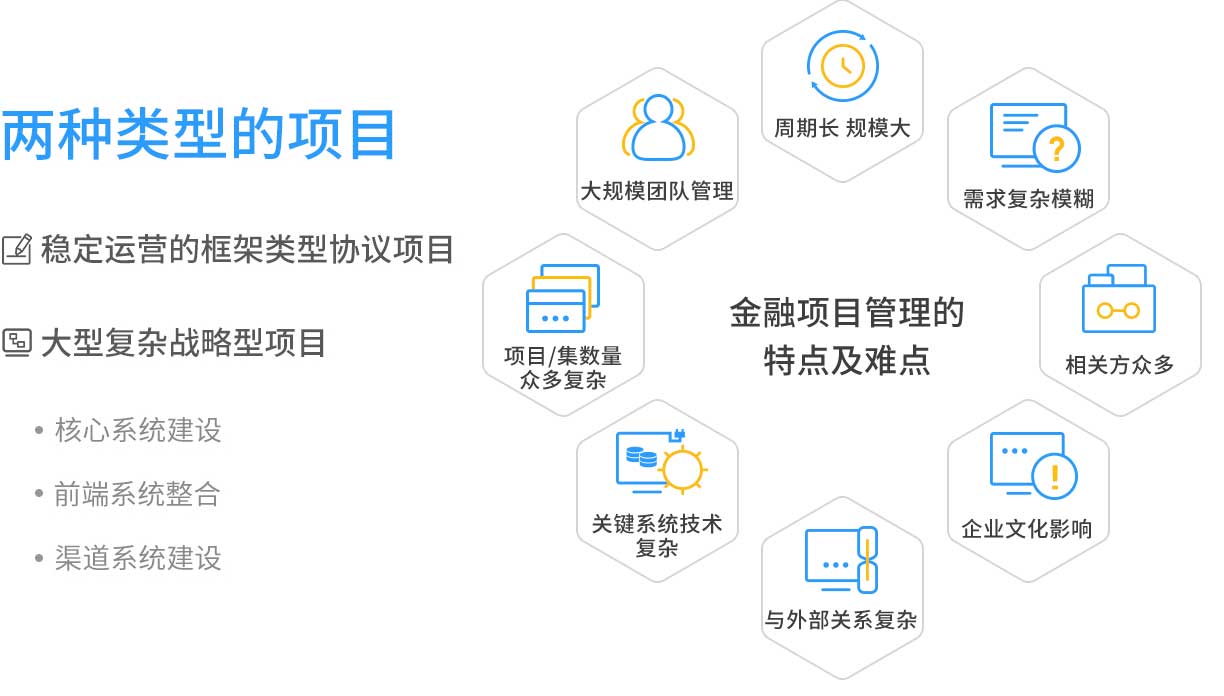 两种类型的项目
稳定运营的框架类型协议项目
大型复杂战略型项目
• 核心系统建设
• 前端系统整合
• 渠道系统建设
金融项目管理的
特点及难点
周期长 规模大
需求复杂模糊
?
相关方众多
企业文化影响
!
与外部关系复杂
关键系统技术
复杂
项目/集数量
众多复杂
大规模团队管理